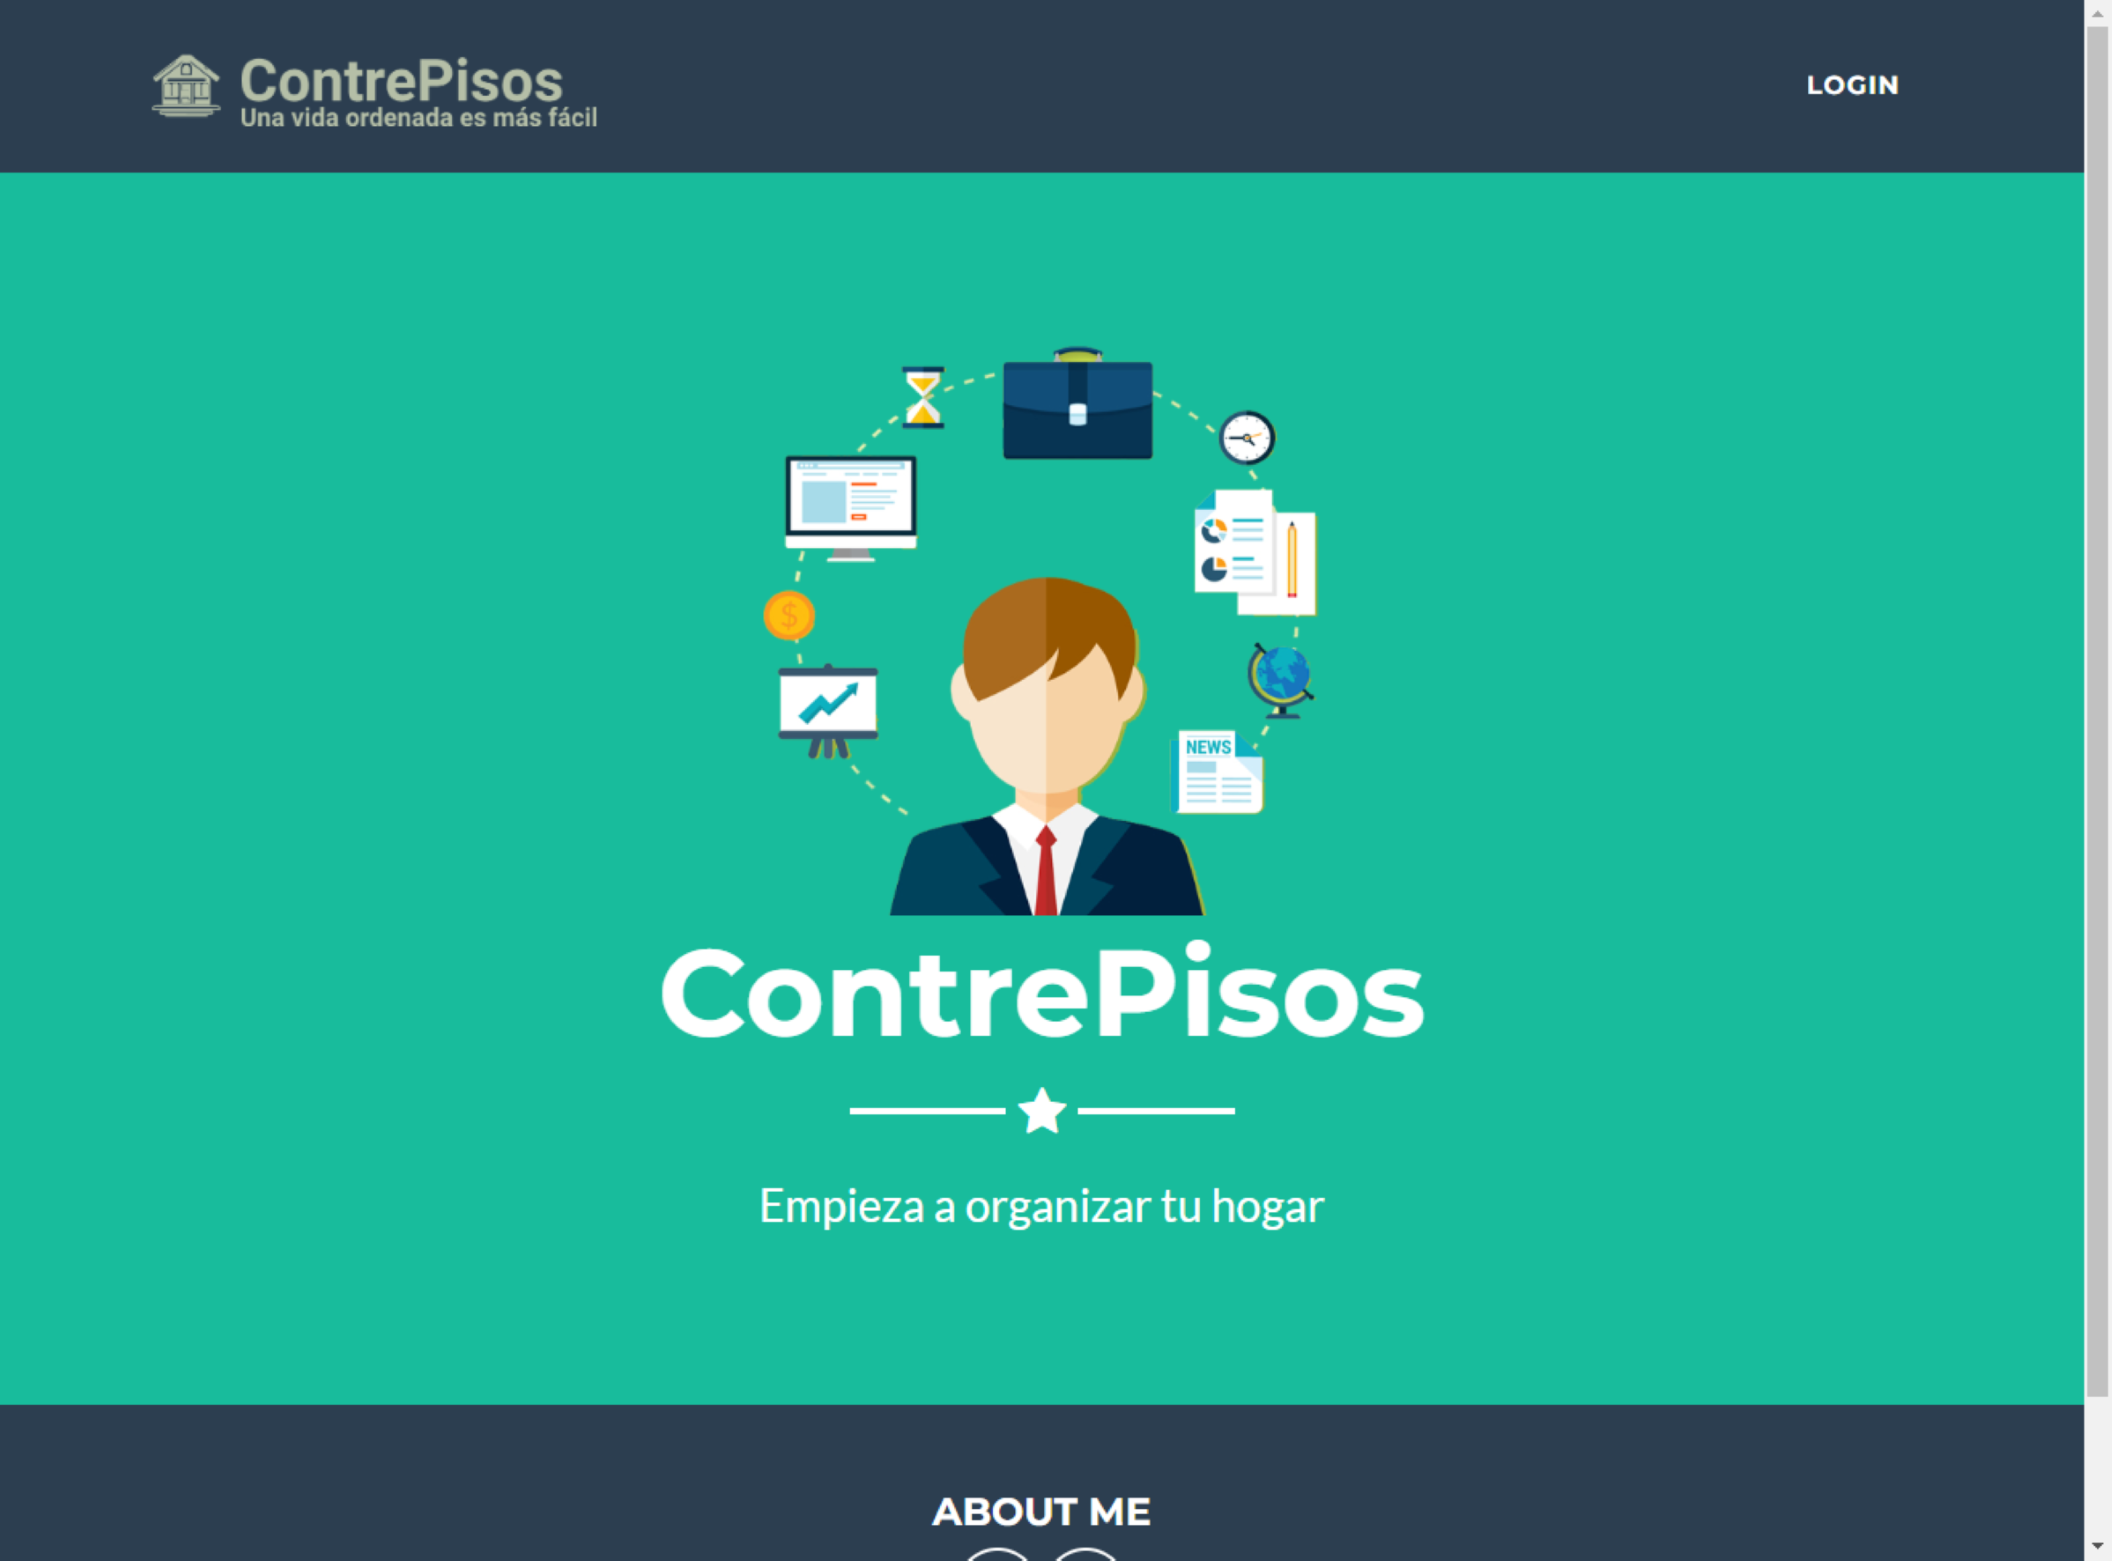 ContrePisos
Una vida ordenada es más fácil
LOGIN
$
NEWS
ContrePisos
Empieza a organizar tu hogar
ABOUT ME